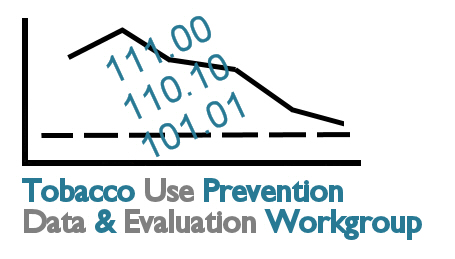 111.00
110.10
101.01
Tobacco Use Prevention
Data & Evaluation Workgroup